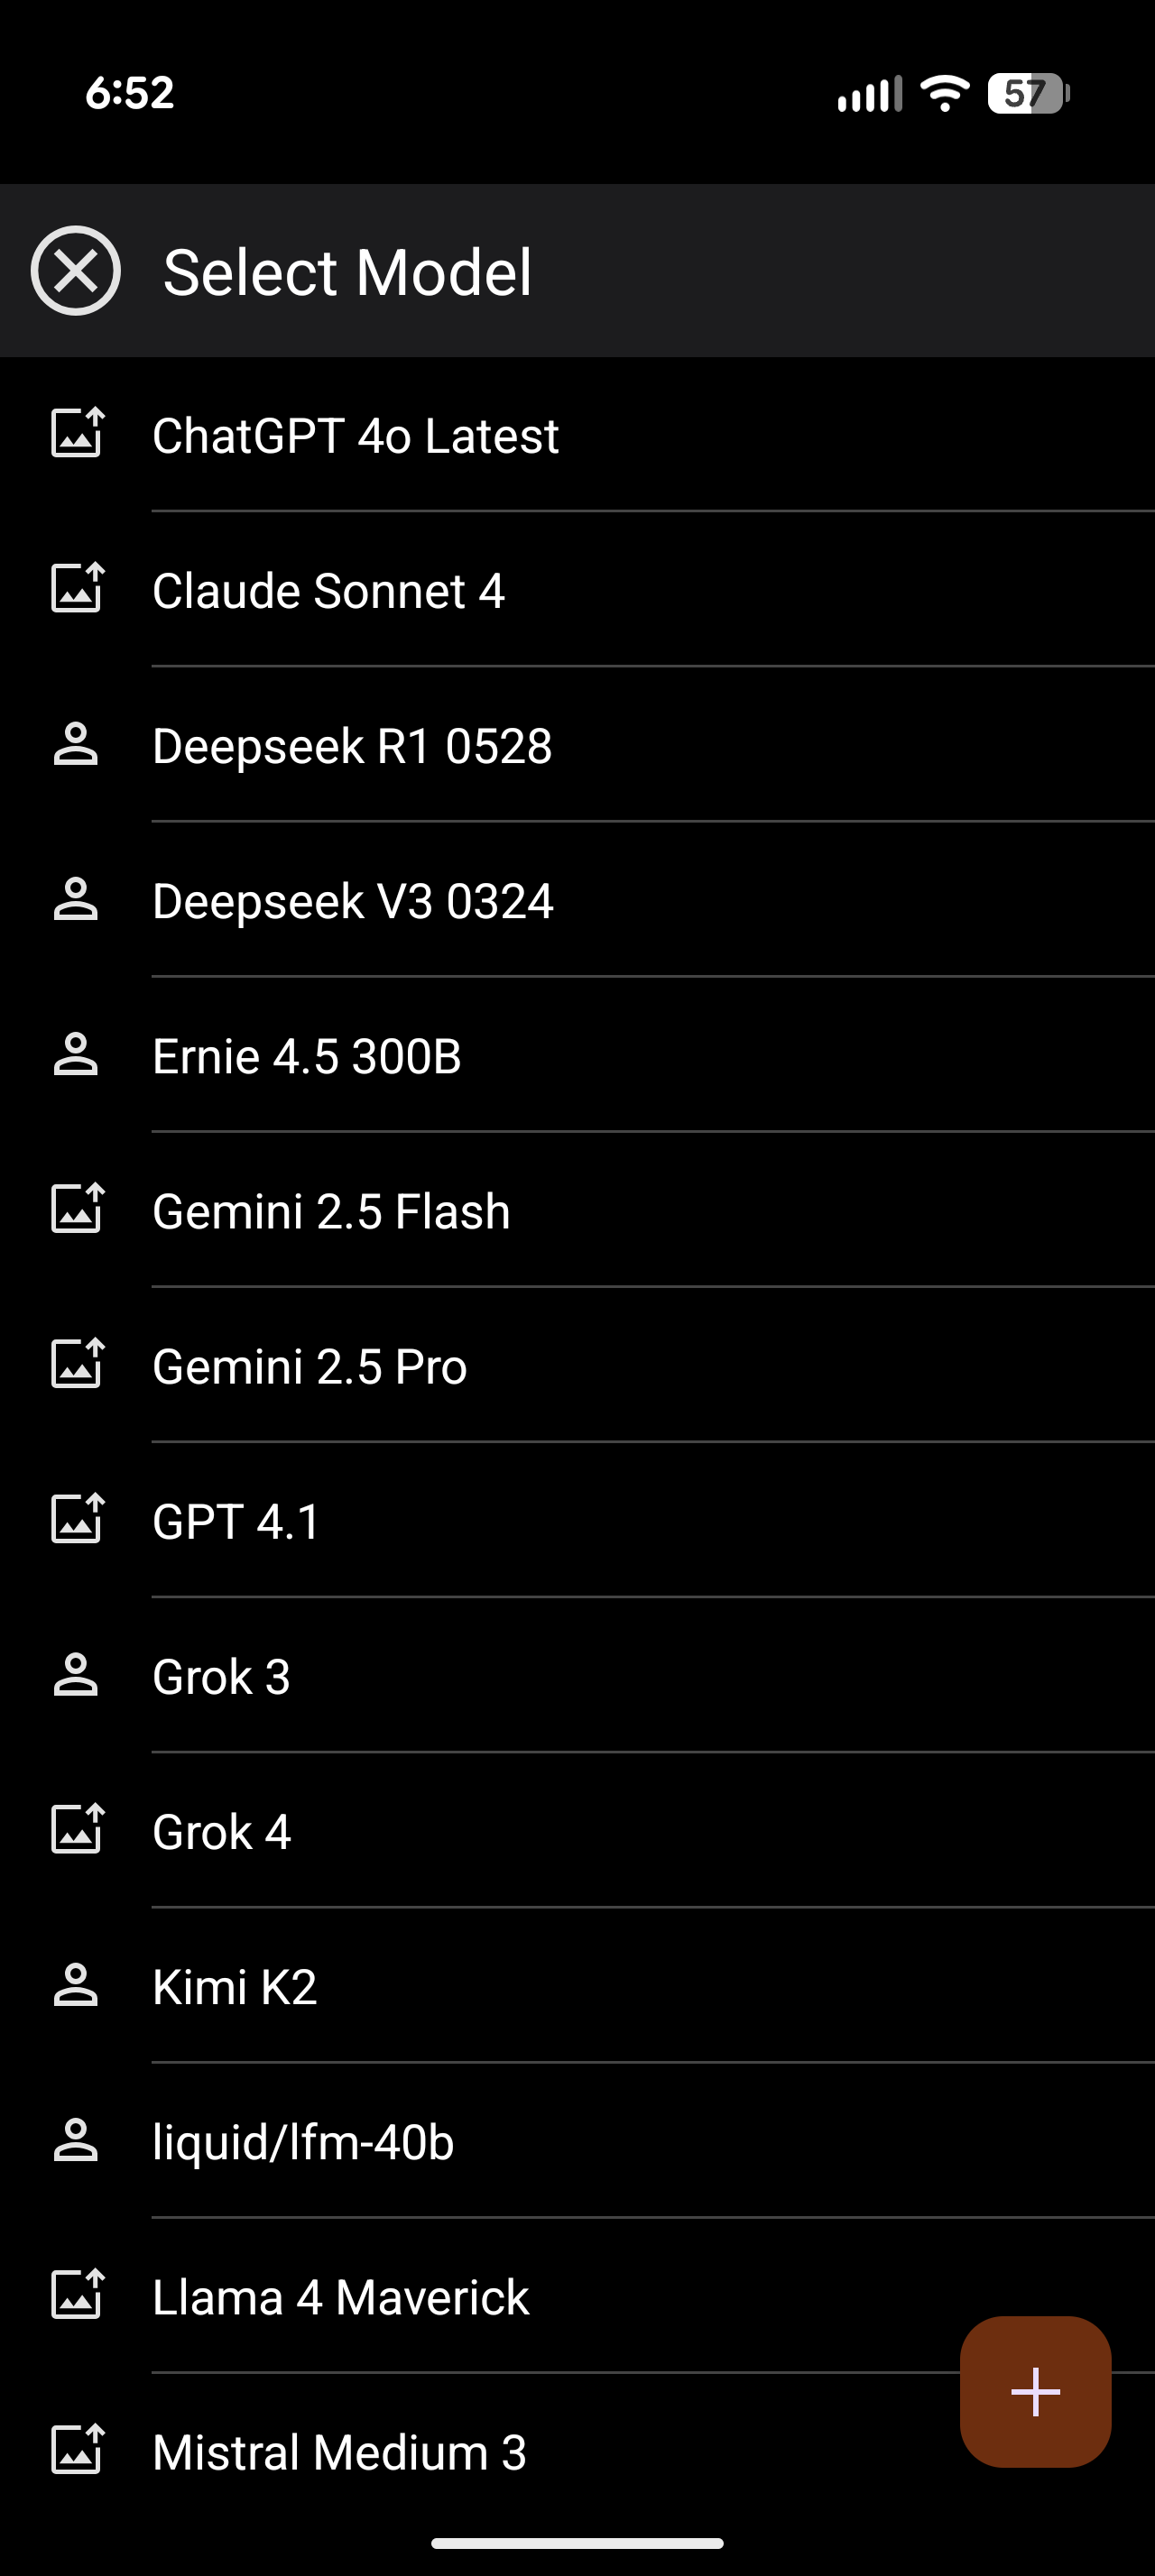 6:52
57
Select Model
ChatGPT 4o Latest
Claude Sonnet 4
Deepseek R1 0528
Deepseek V3 0324
Ernie 4.5 300B
Gemini 2.5 Flash
Gemini 2.5 Pro
GPT 4.1
Grok 3
Grok 4
Kimi K2
liquid/lfm-40b
Llama 4 Maverick
Mistral Medium 3